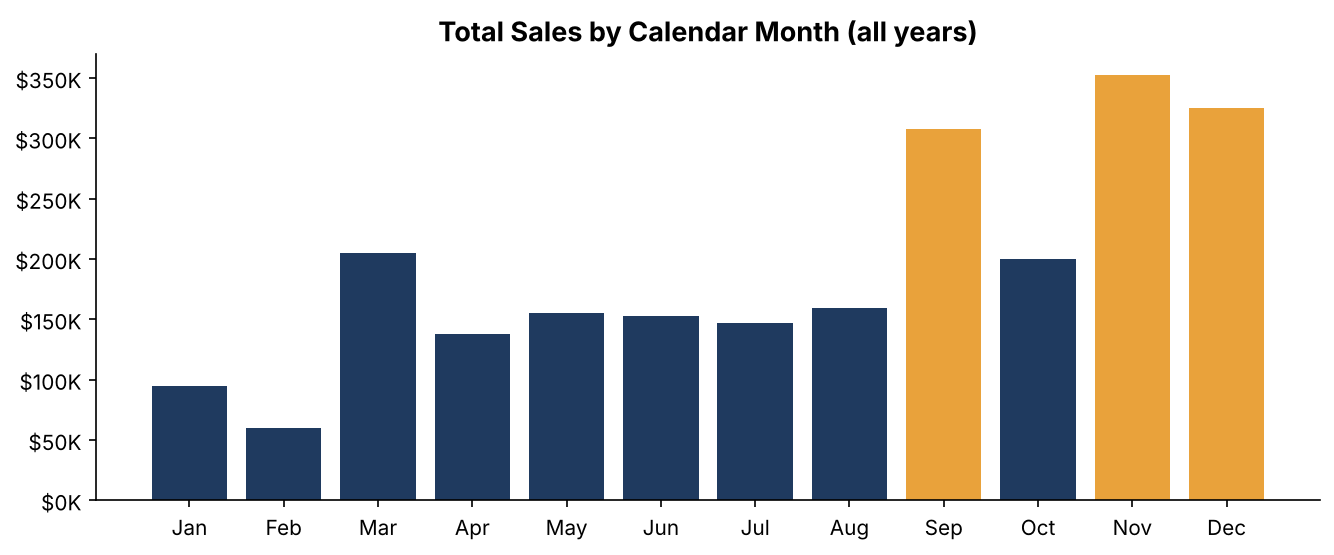 Total Sales by Calendar Month (all years)
$350K
$300K
$250K
$200K
$150K
$100K
$50K
$0K
Jan Feb Mar Apr May Jun Jul Aug Sep Oct Nov Dec